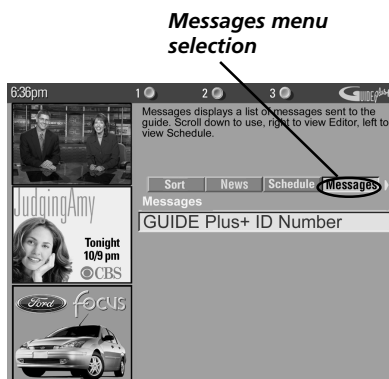 Messages menu
selection
6:36pm
1
2
3
GUIDE Plus+
Messages displays a list of messages sent to the
guide. Scroll down to use, right to view Editor, left to
view Schedule.
Sort
News
Schedule
Messages
Messages
GUIDE Plus+ ID Number
JudgingAmy
Tonight
10/9 pm
CBS
Ford
focus